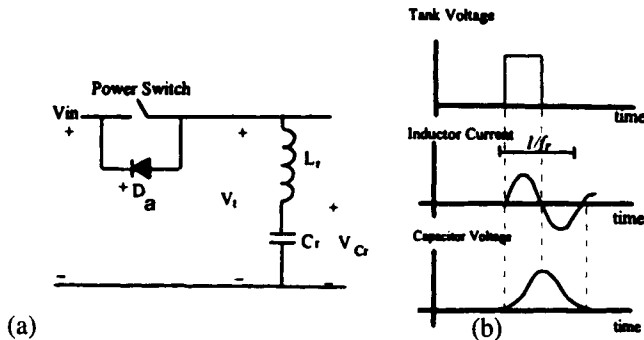 Power Switch
Vin
+
+
+ D
a
V t
L r
+
C r
V Cr
-
-
-
(a)
Tank Voltage
time
Inductor Current
1/f r
time
Capacitor Voltage
time
(b)